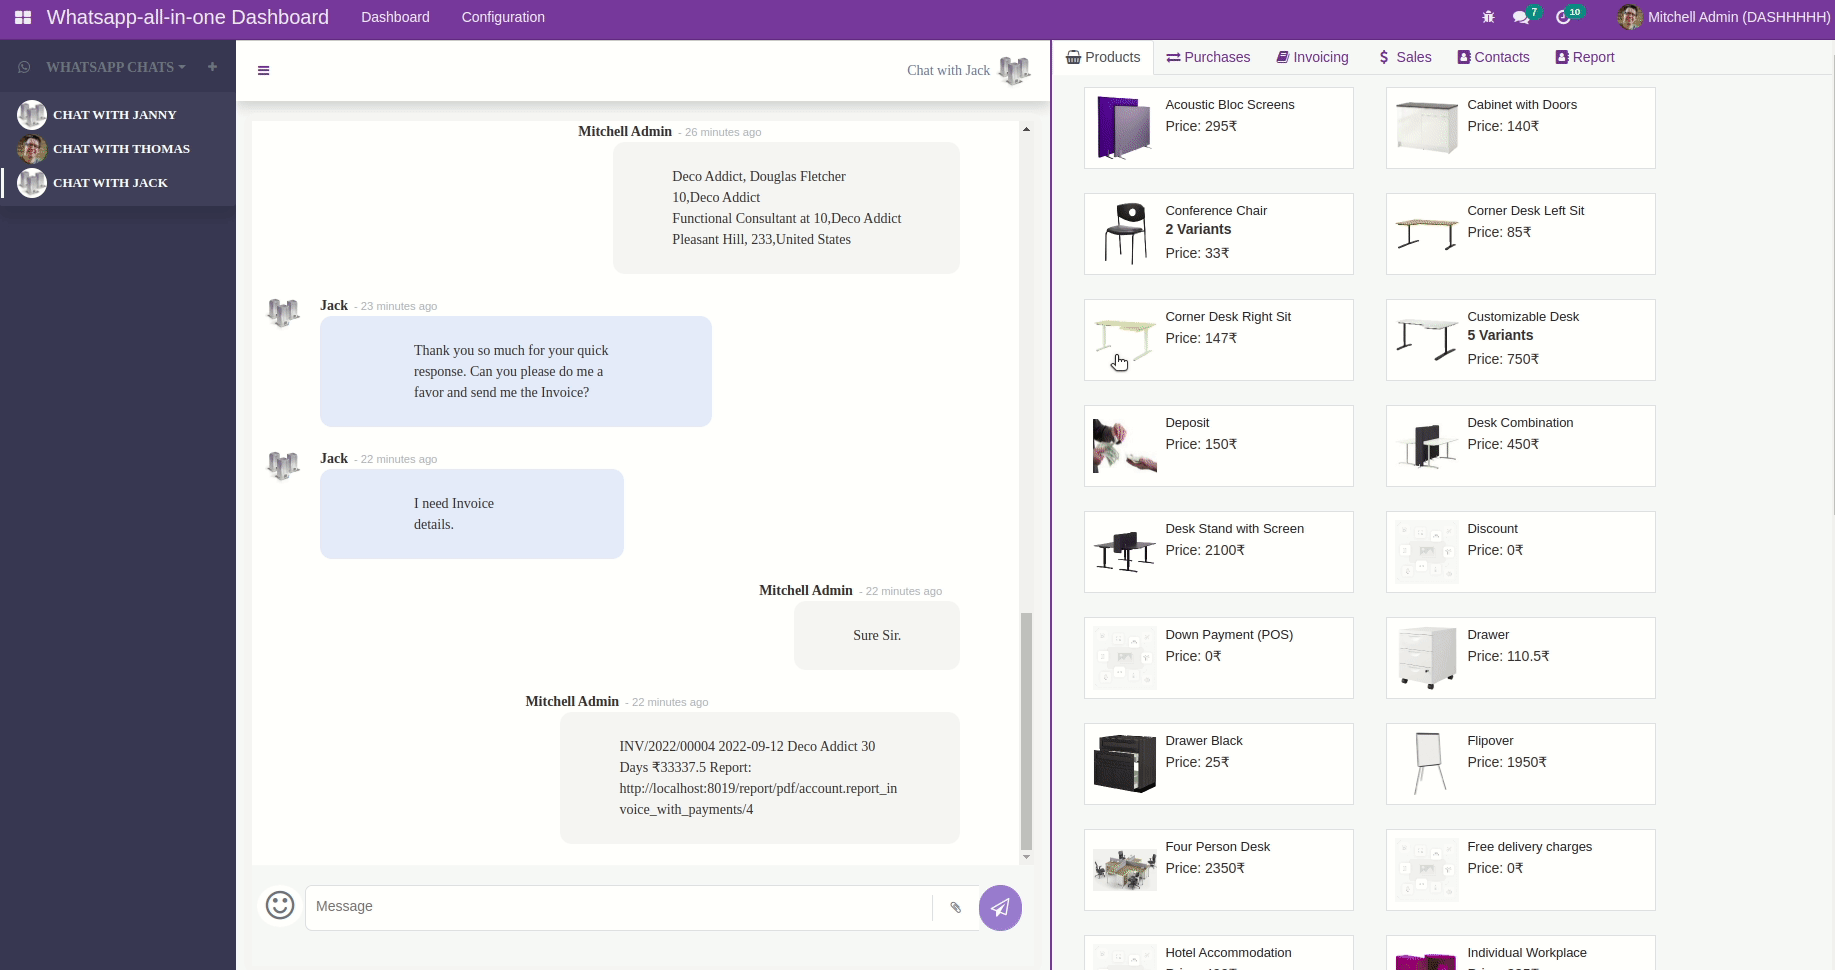 Whatsapp-all-in-one Dashboard
Dashboard
Configuration
7
10
Mitchell Admin (DASHHHHH)
WHATSAPP CHATS
CHAT WITH JANNY
CHAT WITH THOMAS
CHAT WITH JACK
Chat with Jack
Mitchell Admin - 26 minutes ago
Deco Addict, Douglas Fletcher
10,Deco Addict
Functional Consultant at 10,Deco Addict
Pleasant Hill, 233,United States
Jack - 23 minutes ago
Thank you so much for your quick
response. Can you please do me a
favor and send me the Invoice?
Jack - 22 minutes ago
I need Invoice
details.
Mitchell Admin - 22 minutes ago
Sure Sir.
Mitchell Admin - 22 minutes ago
INV/2022/00004 2022-09-12 Deco Addict 30
Days ₹33337.5 Report:
http://localhost:8019/report/pdf/account.report_in
voice_with_payments/4
Message
Products
Purchases
Invoicing
Sales
Contacts
Report
Acoustic Bloc Screens
Price: 295₹
Cabinet with Doors
Price: 140₹
Conference Chair
2 Variants
Price: 33₹
Corner Desk Left Sit
Price: 85₹
Corner Desk Right Sit
Price: 147₹
Customizable Desk
5 Variants
Price: 750₹
Deposit
Price: 150₹
Desk Combination
Price: 450₹
Desk Stand with Screen
Price: 2100₹
Discount
Price: 0₹
Down Payment (POS)
Price: 0₹
Drawer
Price: 110.5₹
Drawer Black
Price: 25₹
Flipover
Price: 1950₹
Four Person Desk
Price: 2350₹
Free delivery charges
Price: 0₹
Hotel Accommodation
Individual Workplace